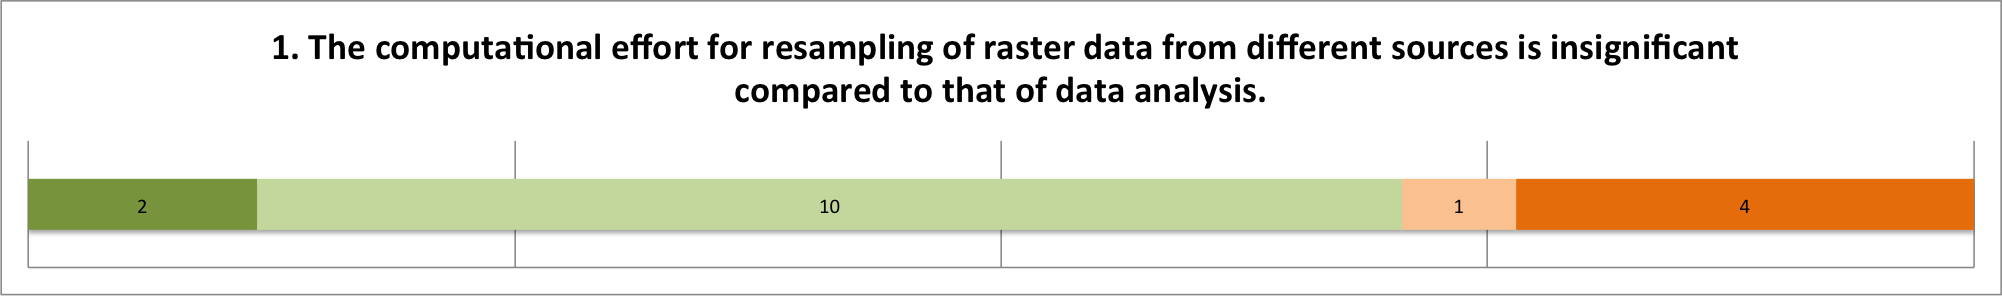 1. The computational effort for resampling of raster data from different sources is insignificant
compared to that of data analysis.
2 10 1 4